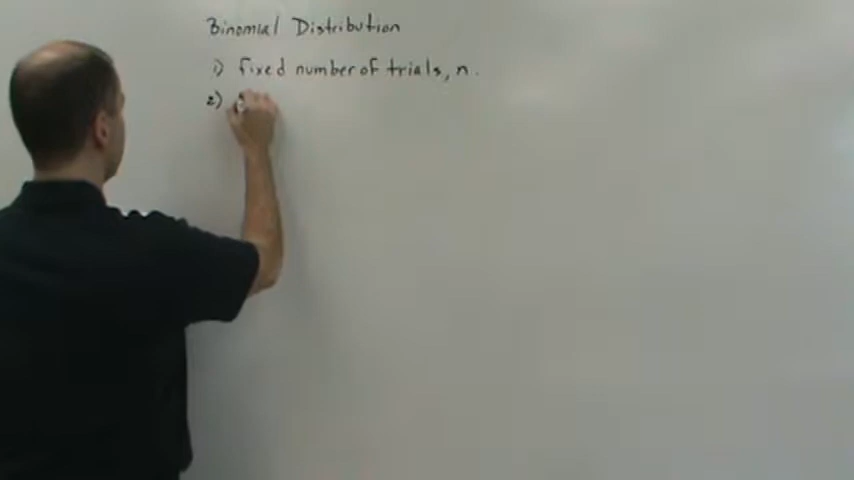 Binomial Distribution
1) fixed number of trials, n.
2)